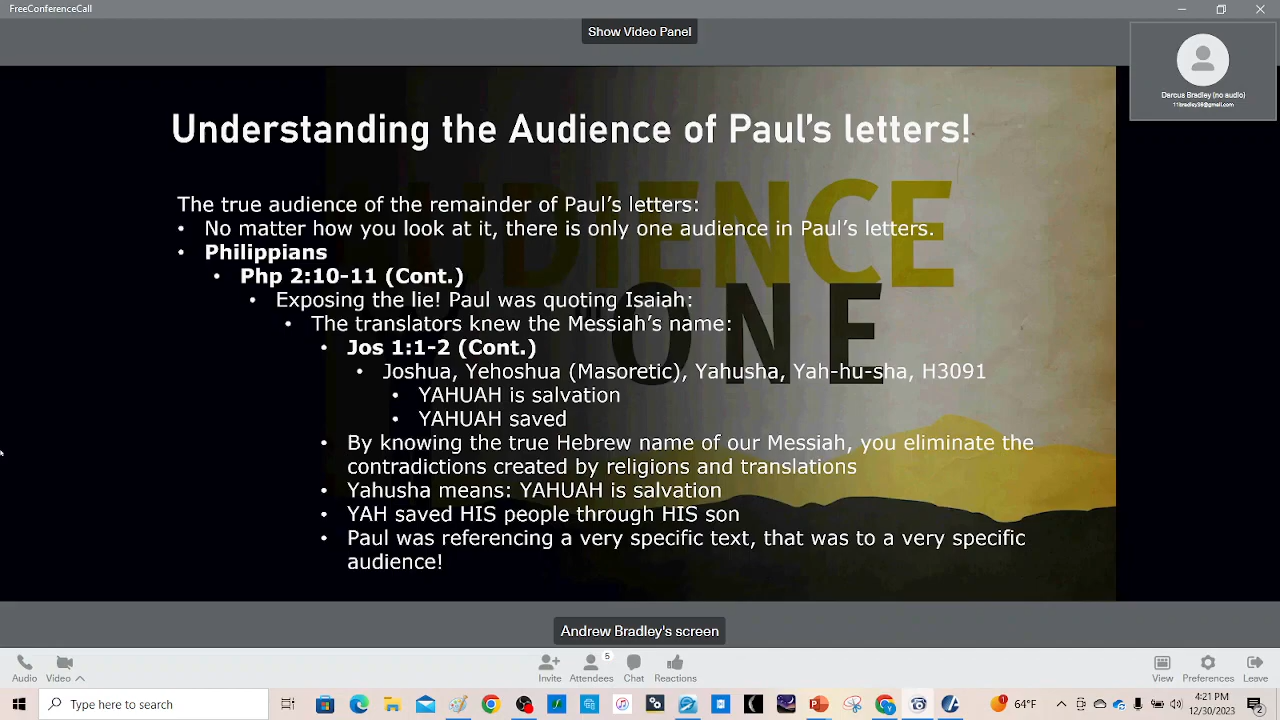 FreeConferenceCall
Show Video Panel
Darcus Bradley (no audio)
11bradley38@gmail.com
Understanding the Audience of Paul's letters!
AUDIENCE
ONE
The true audience of the remainder of Paul's letters:
• No matter how you look at it, there is only one audience in Paul's letters.
• Philippians
• Php 2:10-11 (Cont.)
• Exposing the lie! Paul was quoting Isaiah:
• The translators knew the Messiah's name:
• Jos 1:1-2 (Cont.)
• Joshua, Yehoshua (Masoretic), Yahusha, Yah-hu-sha, H3091
• YAHUAH is salvation
• YAHUAH saved
• By knowing the true Hebrew name of our Messiah, you eliminate the
contradictions created by religions and translations
• Yahusha means: YAHUAH is salvation
• YAH saved HIS people through HIS son
• Paul was referencing a very specific text, that was to a very specific
audience!
Andrew Bradley's screen
Audio
Video
Invite
5
Attendees
Chat
Reactions
View
Preferences
Leave
Type here to search
1
64°F
4:21 PM
12/30/2023
2